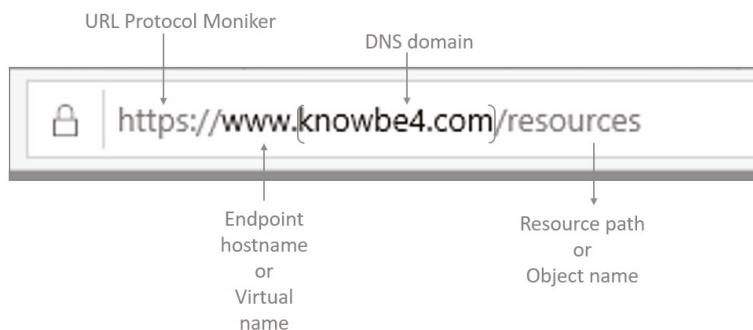 URL Protocol Moniker
DNS domain
https://www.knowbe4.com/resources
Endpoint
hostname
or
Virtual
name
Resource path
or
Object name